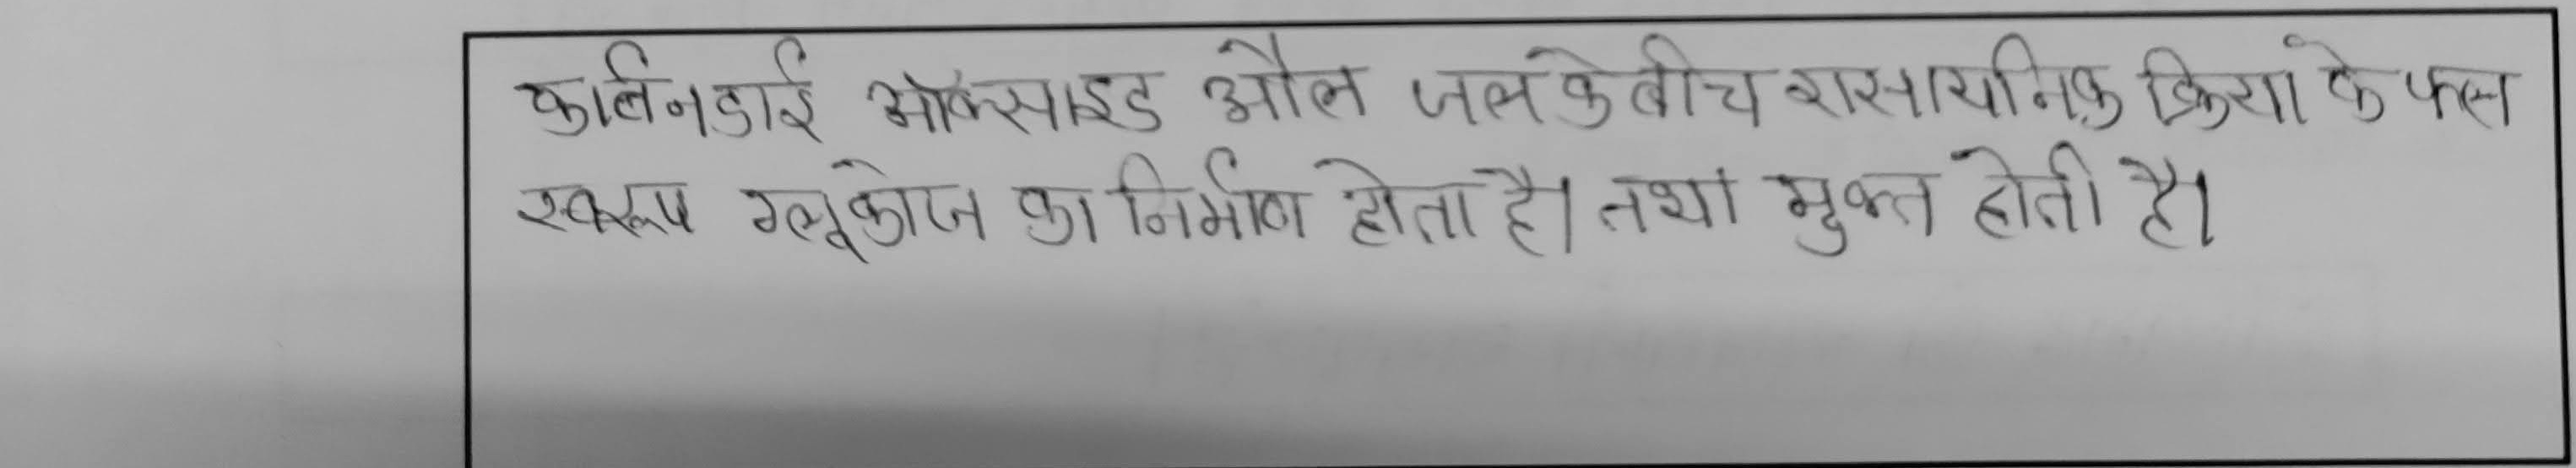 कार्बनडाई ऑक्साइड और जल के बीच रासायनिक क्रिया के फल
स्वरूप ग्लूकोज का निर्माण होता है। तथा मुक्त होती है।